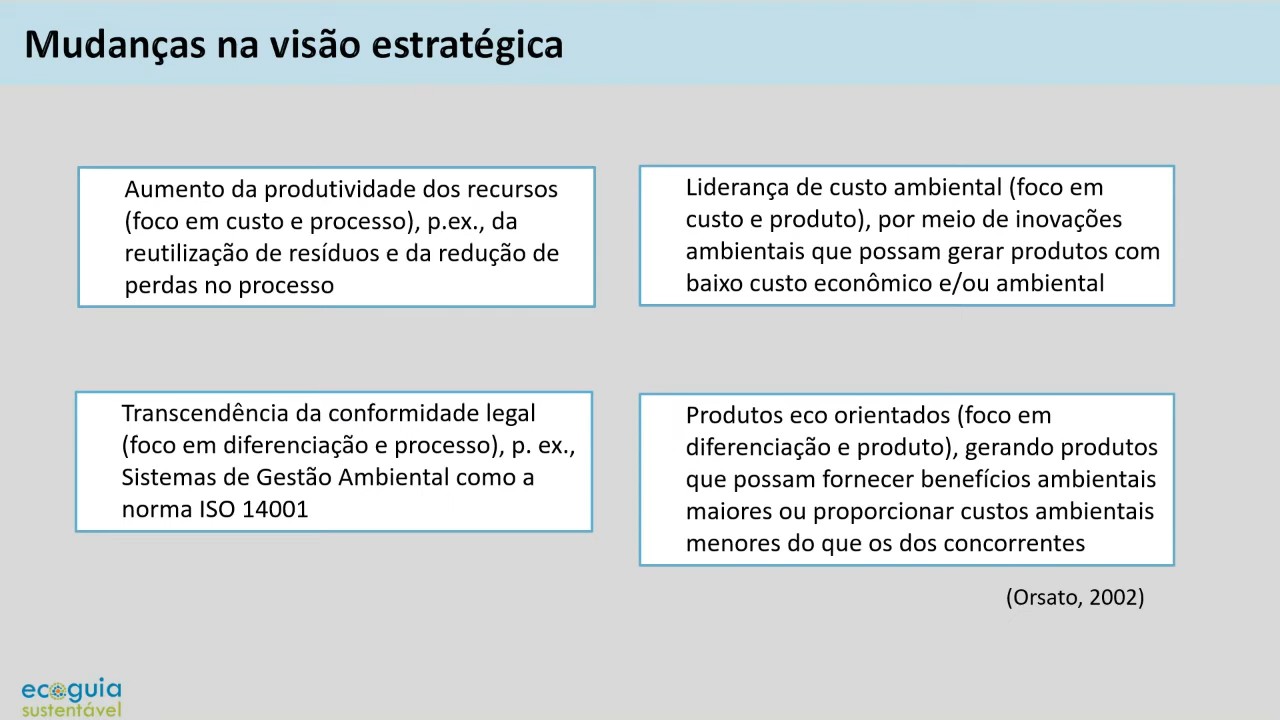 Mudanças na visão estratégica
Aumento da produtividade dos recursos
(foco em custo e processo), p.ex., da
reutilização de resíduos e da redução de
perdas no processo
Liderança de custo ambiental (foco em
custo e produto), por meio de inovações
ambientais que possam gerar produtos com
baixo custo econômico e/ou ambiental
Transcendência da conformidade legal
(foco em diferenciação e processo), p. ex.,
Sistemas de Gestão Ambiental como a
norma ISO 14001
Produtos eco orientados (foco em
diferenciação e produto), gerando produtos
que possam fornecer benefícios ambientais
maiores ou proporcionar custos ambientais
menores do que os dos concorrentes
(Orsato, 2002)
ecoguia
sustentável